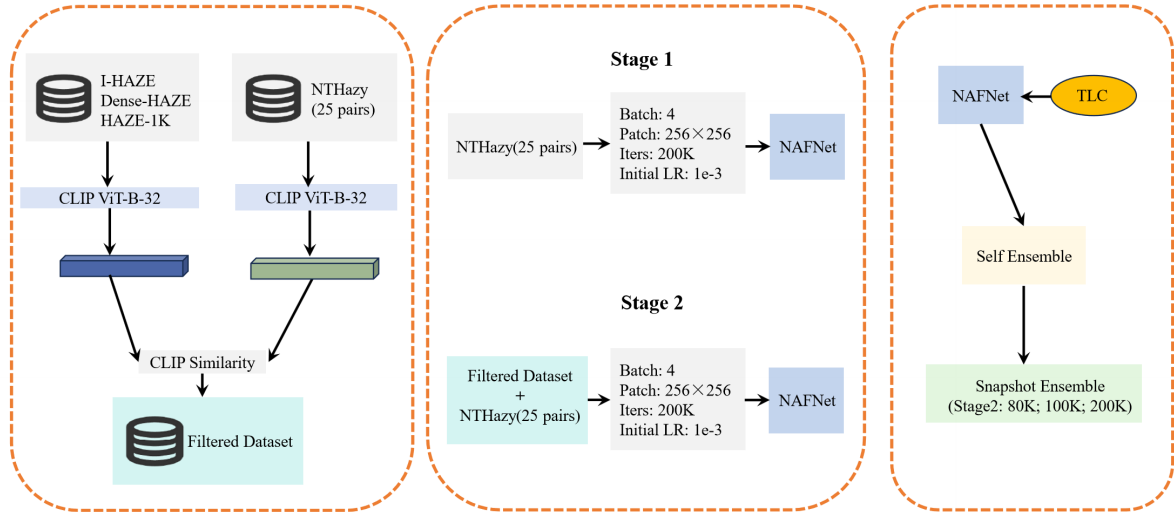 I-HAZE
Dense-HAZE
HAZE-1K
NTHazy
(25 pairs)
CLIP ViT-B-32
CLIP ViT-B-32
CLIP Similarity
Filtered Dataset
Stage 1
NTHazy(25 pairs)
Batch: 4
Patch: 256×256
Iters: 200K
Initial LR: 1e-3
NAFNet
Stage 2
Filtered Dataset
+
NTHazy(25 pairs)
Batch: 4
Patch: 256×256
Iters: 200K
Initial LR: 1e-3
NAFNet
NAFNet
TLC
Self Ensemble
Snapshot Ensemble
(Stage2: 80K; 100K; 200K)